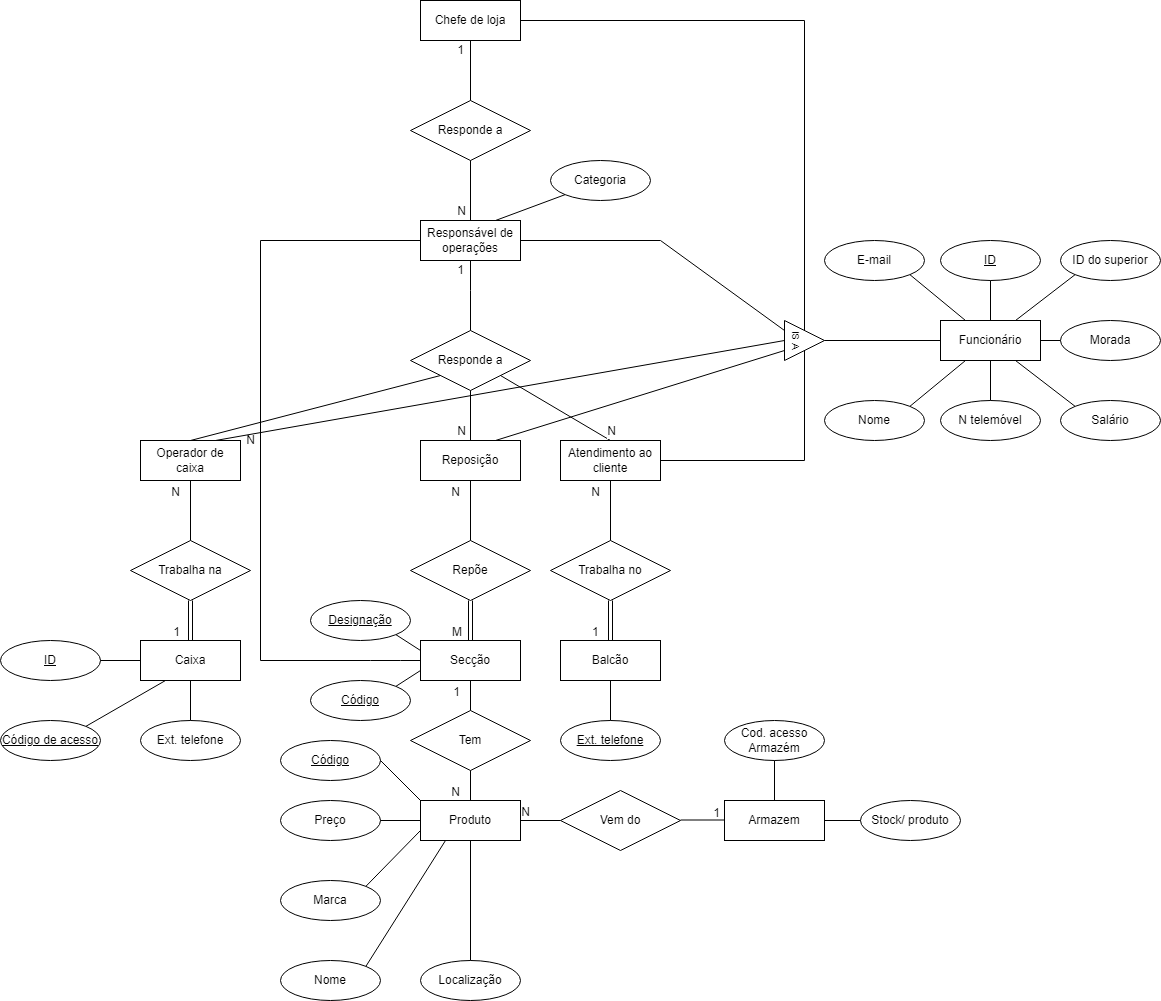 Chefe de loja
1
Responde a
Categoria
N
Responsável de
operações
1
E-mail
ID
ID do superior
IS A
Funcionário
Morada
Responde a
Nome
N telemóvel
Salário
N
N
N
Operador de
caixa
Reposição
Atendimento ao
cliente
N
N
N
Trabalha na
Repõe
Trabalha no
Designação
1
M
1
ID
Caixa
Secção
Balcão
1
Código
Código de acesso
Ext. telefone
Tem
Ext. telefone
Cod. acesso
Armazém
Código
N
N
1
Preço
Produto
Vem do
Armazem
Stock/ produto
Marca
Nome
Localização